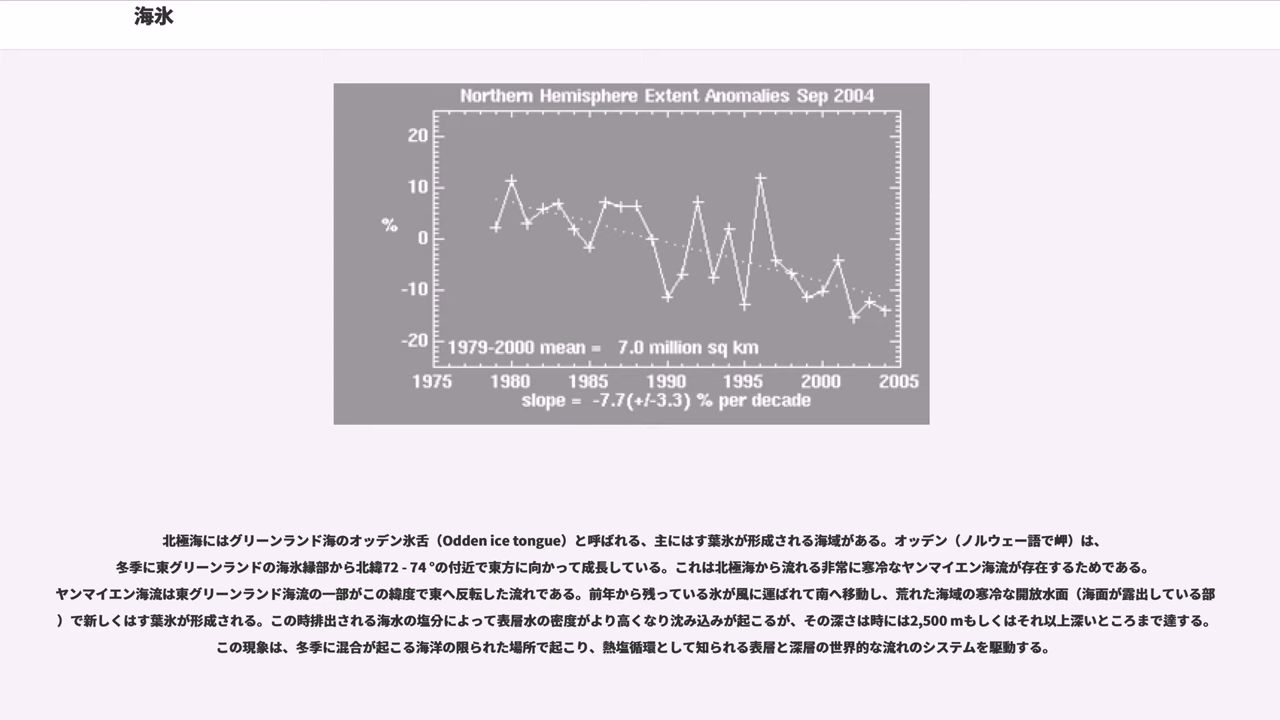 海氷
Northern Hemisphere Extent Anomalies Sep 2004
20
10
%
0
-10
-20
1979-2000 mean = 7.0 million sq km
1975 1980 1985 1990 1995 2000 2005
slope = -7.7(+/-3.3) % per decade
北極海にはグリーンランド海のオッデン氷舌（Odden ice tongue）と呼ばれる、主にはす葉氷が形成される海域がある。オッデン（ノルウェー語で岬）は、
冬季に東グリーンランドの海氷縁部から北緯72 - 74 °の付近で東方に向かって成長している。これは北極海から流れる非常に寒冷なヤンマイエン海流が存在するためである。
ヤンマイエン海流は東グリーンランド海流の一部がこの緯度で東へ反転した流れである。前年から残っている氷が風に運ばれて南へ移動し、荒れた海域の寒冷な開放水面（海面が露出している部
）で新しくはす葉氷が形成される。この時排出される海水の塩分によって表層水の密度がより高くなり沈み込みが起こるが、その深さは時には2,500 mもしくはそれ以上深いところまで達する。
この現象は、冬季に混合が起こる海洋の限られた場所で起こり、熱塩循環として知られる表層と深層の世界的な流れのシステムを駆動する。